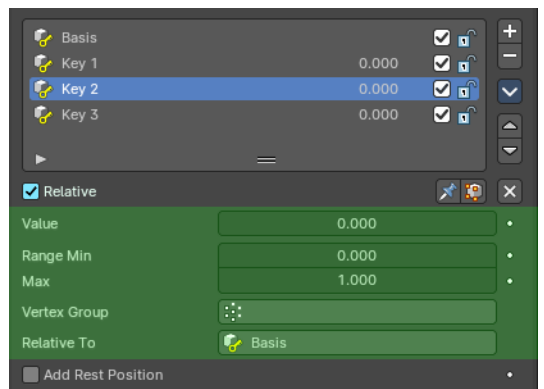 Basis
Key 1 0.000
Key 2 0.000
Key 3 0.000
Relative
Value 0.000
Range Min 0.000
Max 1.000
Vertex Group
Relative To Basis
Add Rest Position